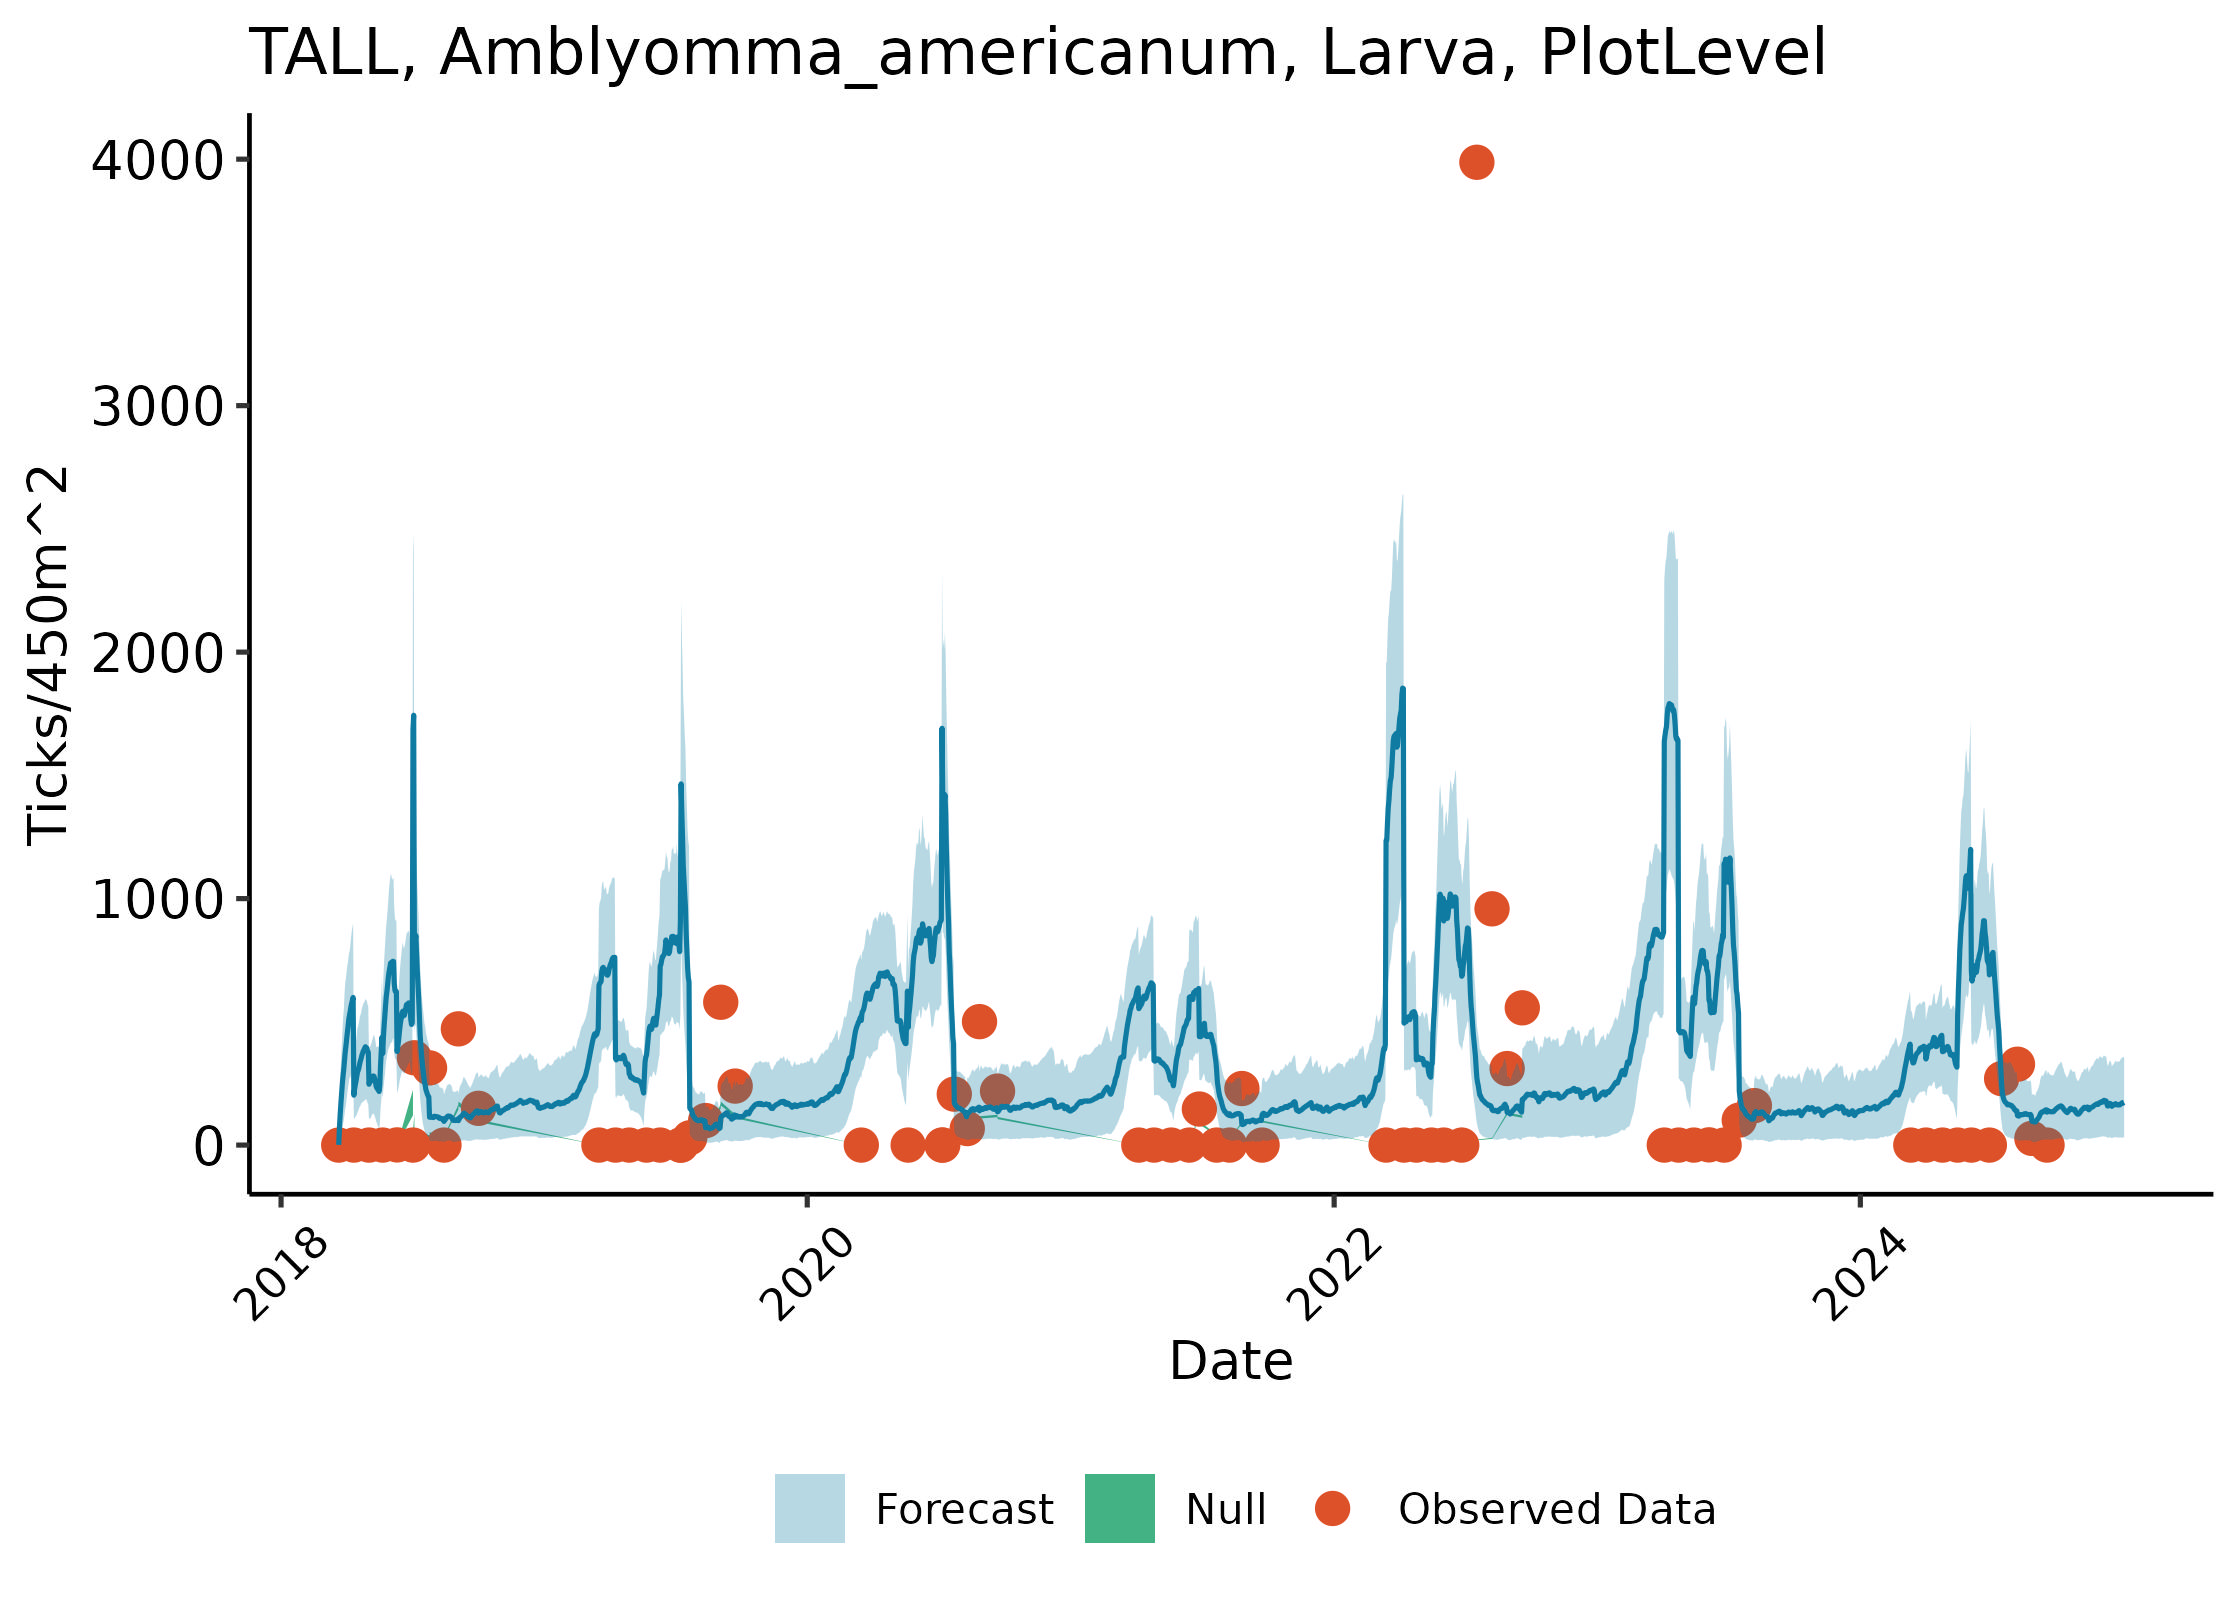 TALL, Amblyomma_americanum, Larva, PlotLevel
Ticks/450m^2
4000
3000
2000
1000
0
2018
2020
2022
2024
Date
Forecast
Null
Observed Data